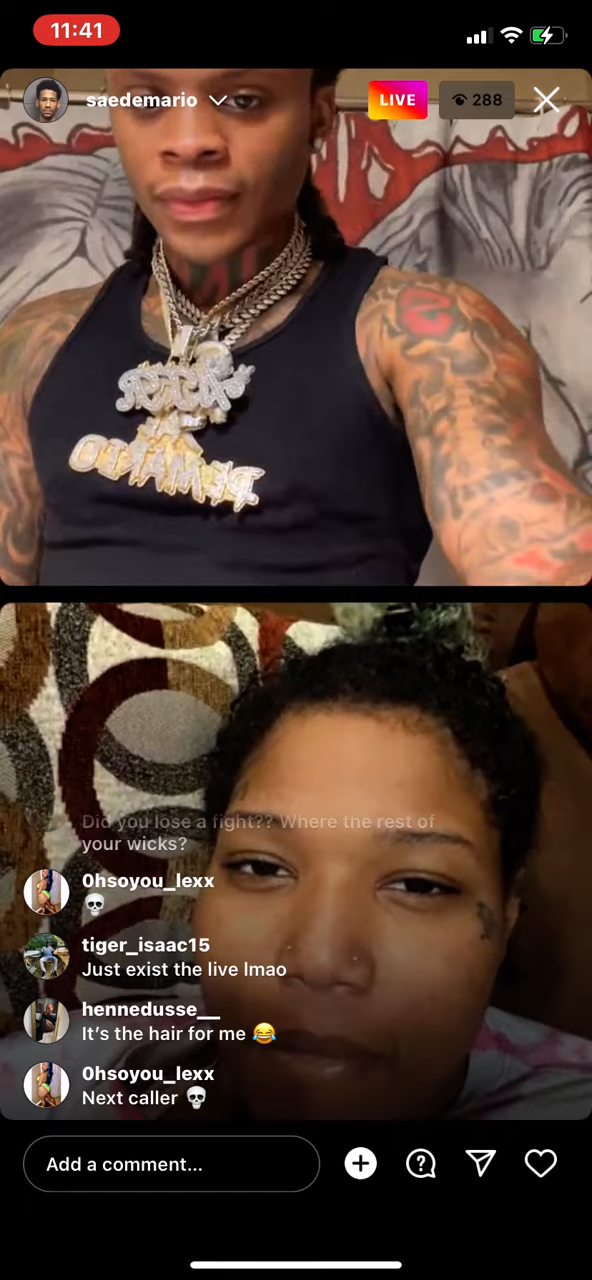 11:41
saedemario
LIVE
288
Did you lose a fight?? Where the rest of
your wicks?
0hsoyou_lexx
💀
tiger_isaac15
Just exist the live lmao
hennedusse__
It’s the hair for me 😂
0hsoyou_lexx
Next caller 💀
Add a comment...